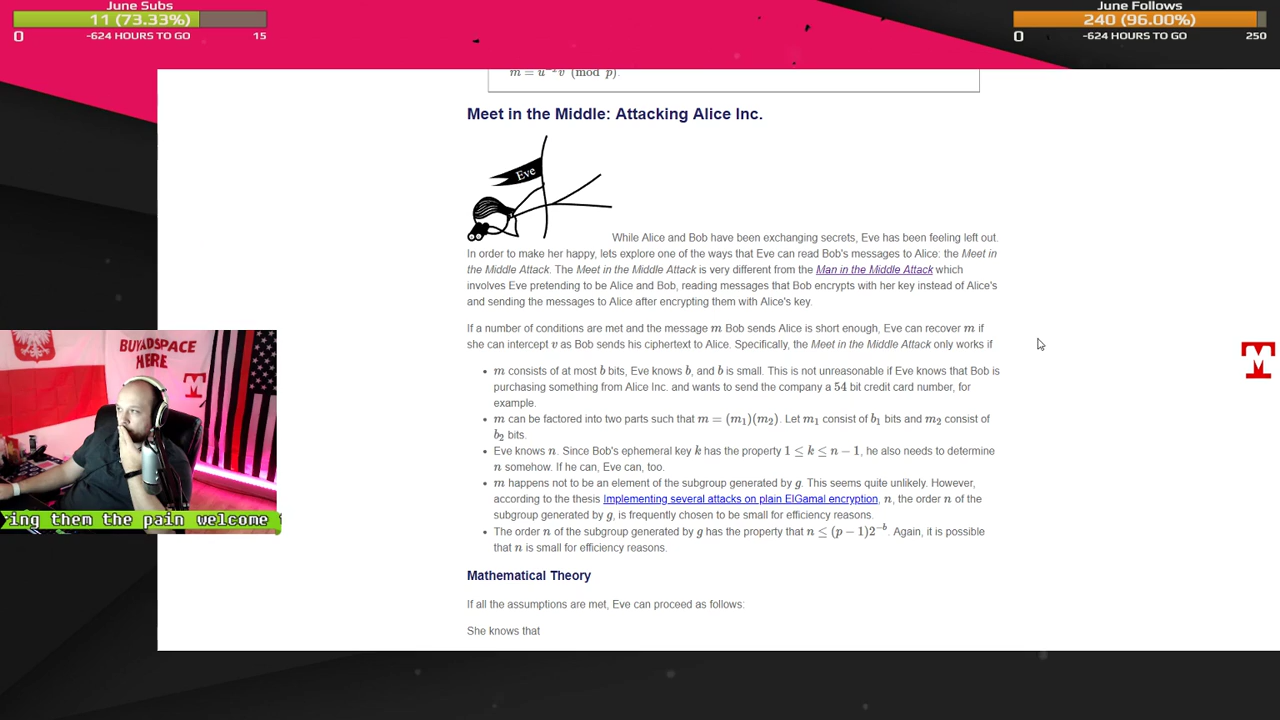 June Subs
11 (73.33%)
0 -624 HOURS TO GO 15
June Follows
240 (96.00%)
0 -624 HOURS TO GO 250
m = u⁻¹v (mod p).
Meet in the Middle: Attacking Alice Inc.
Eve
While Alice and Bob have been exchanging secrets, Eve has been feeling left out.
In order to make her happy, lets explore one of the ways that Eve can read Bob's messages to Alice: the Meet in
the Middle Attack. The Meet in the Middle Attack is very different from the Man in the Middle Attack which
involves Eve pretending to be Alice and Bob, reading messages that Bob encrypts with her key instead of Alice's
and sending the messages to Alice after encrypting them with Alice's key.
If a number of conditions are met and the message m Bob sends Alice is short enough, Eve can recover m if
she can intercept v as Bob sends his ciphertext to Alice. Specifically, the Meet in the Middle Attack only works if
• m consists of at most b bits, Eve knows b, and b is small. This is not unreasonable if Eve knows that Bob is
purchasing something from Alice Inc. and wants to send the company a 54 bit credit card number, for
example.
• m can be factored into two parts such that m = (m₁)(m₂). Let m₁ consist of b₁ bits and m₂ consist of
b₂ bits.
• Eve knows n. Since Bob's ephemeral key k has the property 1 ≤ k ≤ n − 1, he also needs to determine
n somehow. If he can, Eve can, too.
• m happens not to be an element of the subgroup generated by g. This seems quite unlikely. However,
according to the thesis Implementing several attacks on plain ElGamal encryption, n, the order n of the
subgroup generated by g, is frequently chosen to be small for efficiency reasons.
• The order n of the subgroup generated by g has the property that n ≤ (p − 1)2⁻ᵇ. Again, it is possible
that n is small for efficiency reasons.
Mathematical Theory
If all the assumptions are met, Eve can proceed as follows:
She knows that
BUY ADSPACE
HERE
ing them the pain welcome